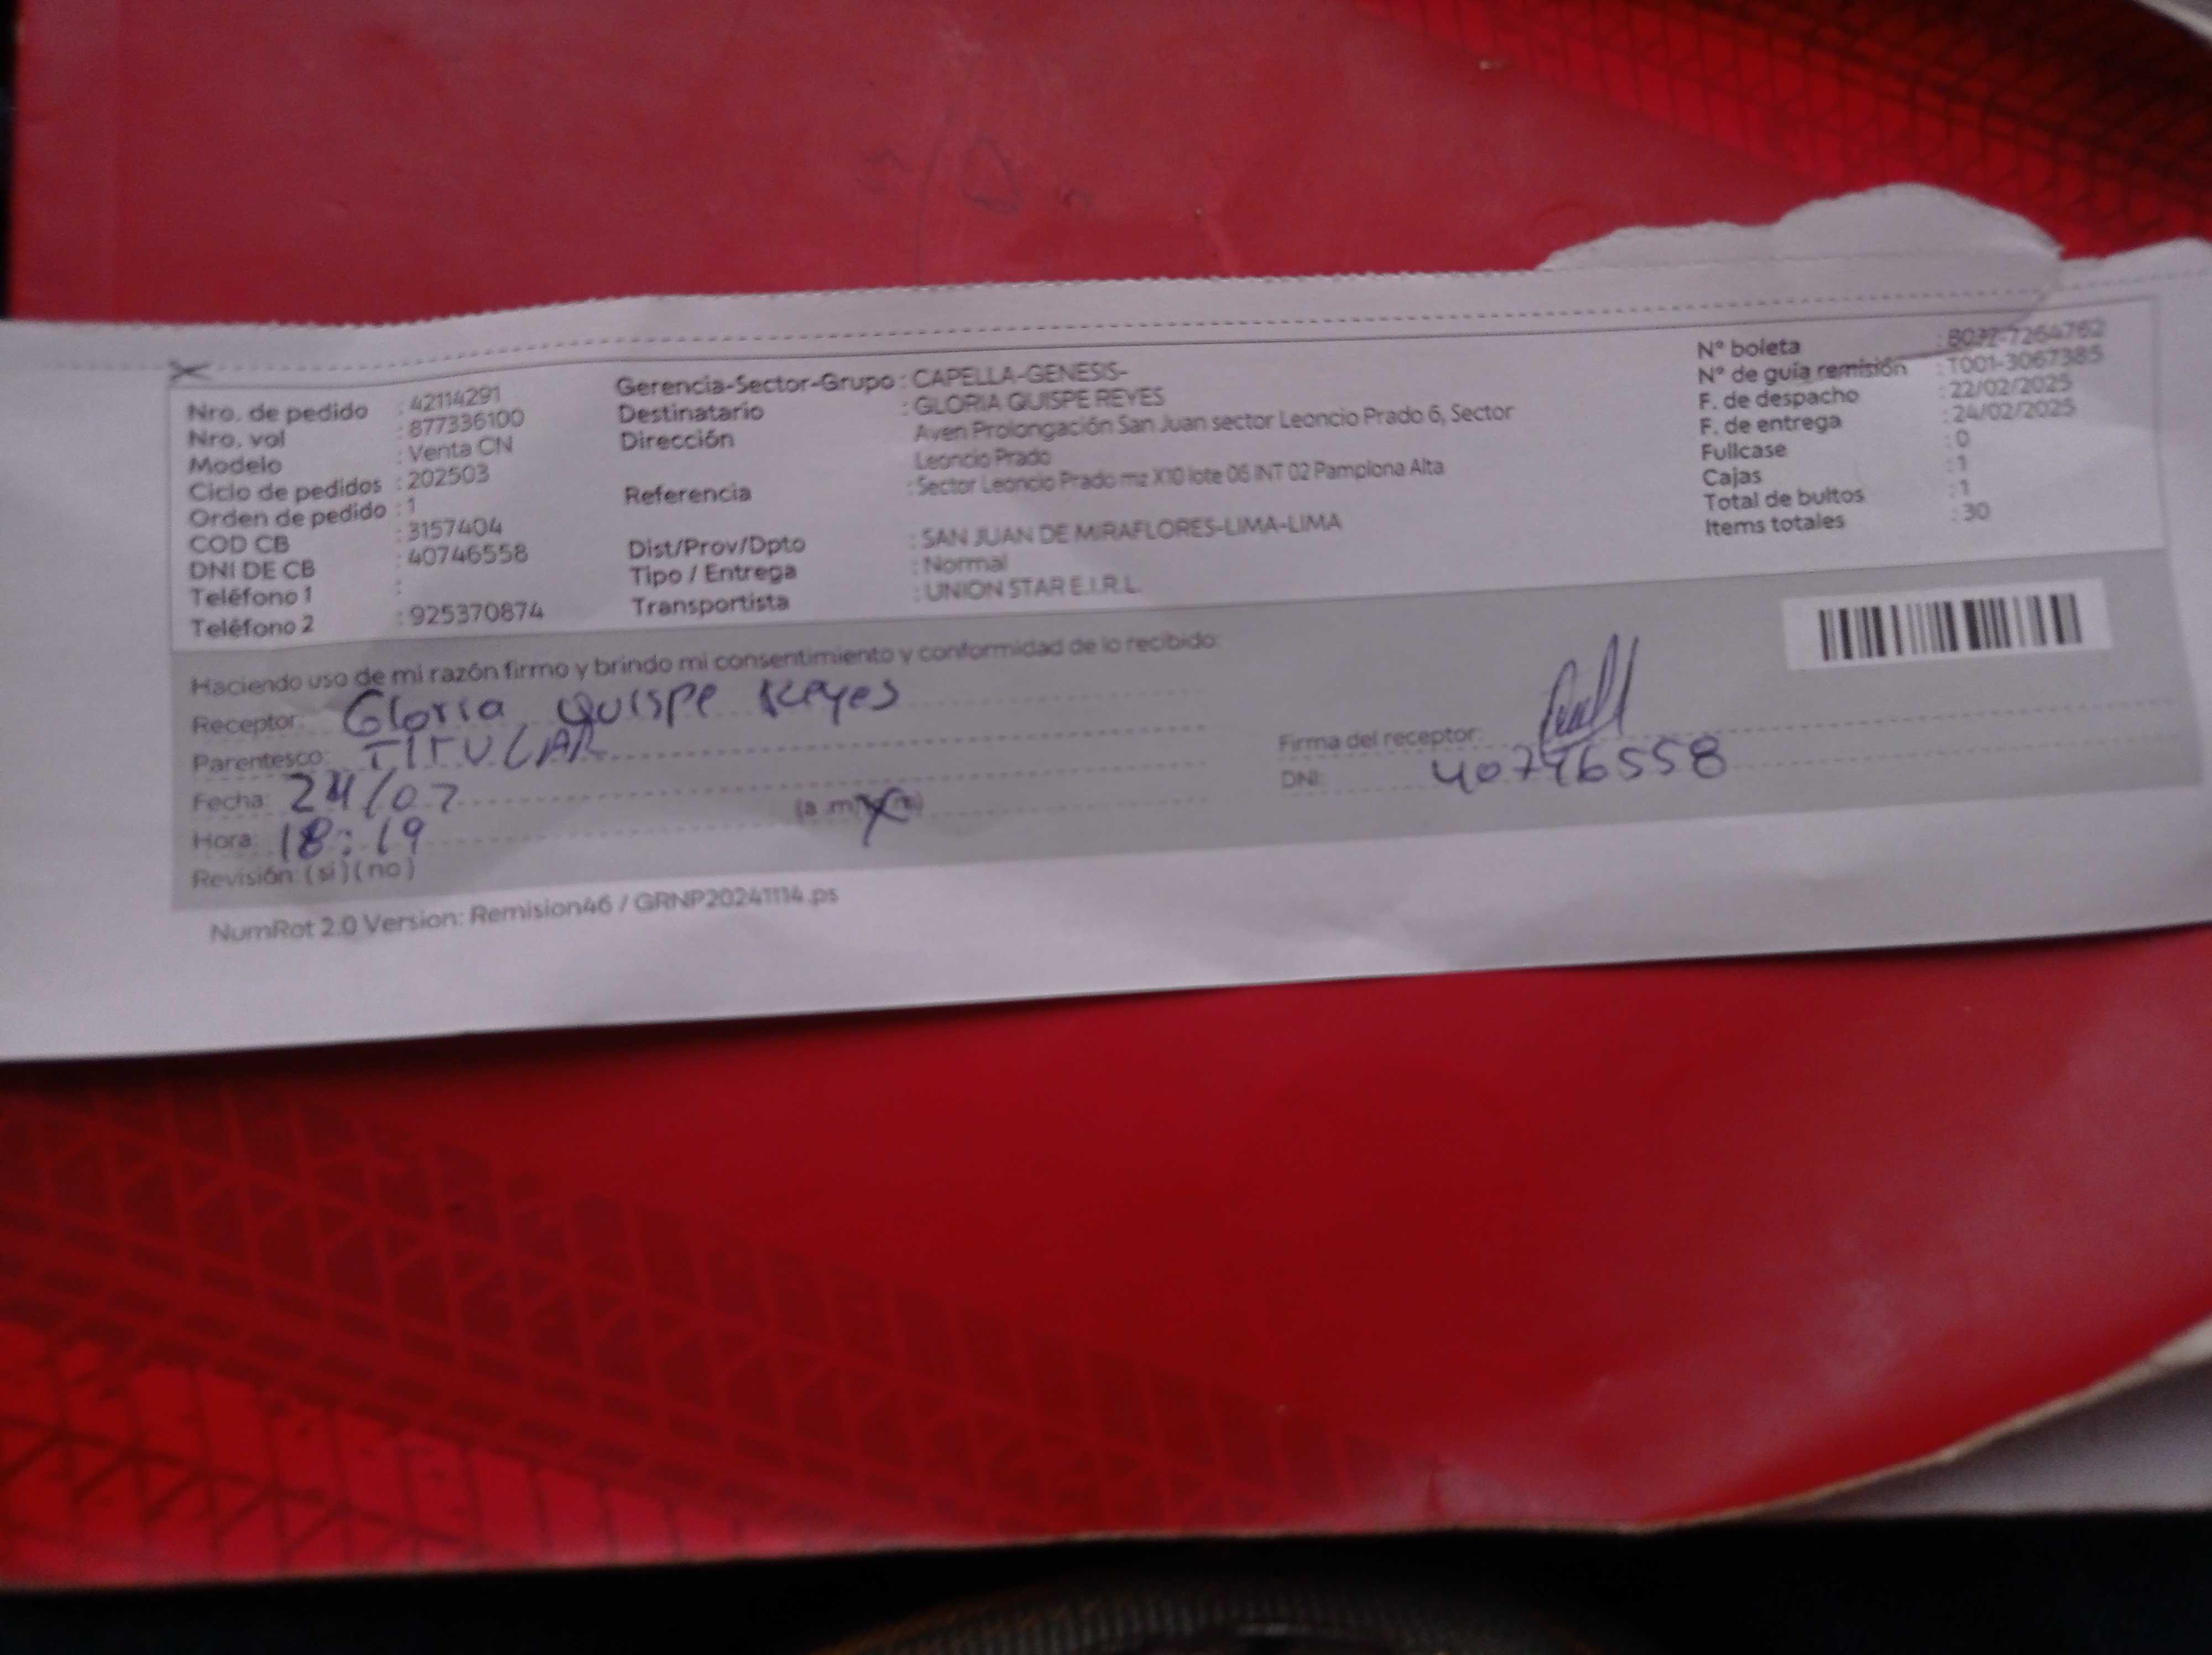 Nro. de pedido : 42114291
Nro. vol : 877336100
Modelo : Venta CN
Ciclo de pedidos : 202503
Orden de pedido : 1
COD CB : 3157404
DNI DE CB : 40746558
Teléfono 1 :
Teléfono 2 : 925370874
Gerencia-Sector-Grupo : CAPELLA-GENESIS-
Destinatario : GLORIA QUISPE REYES
Dirección Aven Prolongación San Juan sector Leoncio Prado 6, Sector
Leoncio Prado
Referencia : Sector Leoncio Prado mz X10 lote 06 INT 02 Pamplona Alta
Dist/Prov/Dpto : SAN JUAN DE MIRAFLORES-LIMA-LIMA
Tipo / Entrega : Normal
Transportista : UNION STAR E.I.R.L.
Nº boleta : B032-7264762
Nº de guía remisión : T001-3067385
F. de despacho : 22/02/2025
F. de entrega : 24/02/2025
Fullcase : 0
Cajas : 1
Total de bultos : 1
Items totales : 30
Haciendo uso de mi razón firmo y brindo mi consentimiento y conformidad de lo recibido:
Receptor: Gloria Quispe Reyes
Parentesco: TITULAR
Fecha: 24/02
Hora: 18:19 (a .m)
Revisión: (si) (no)
Firma del receptor:
DNI: 40746558
NumRot 2.0 Version: Remision46 / GRNP20241114.ps